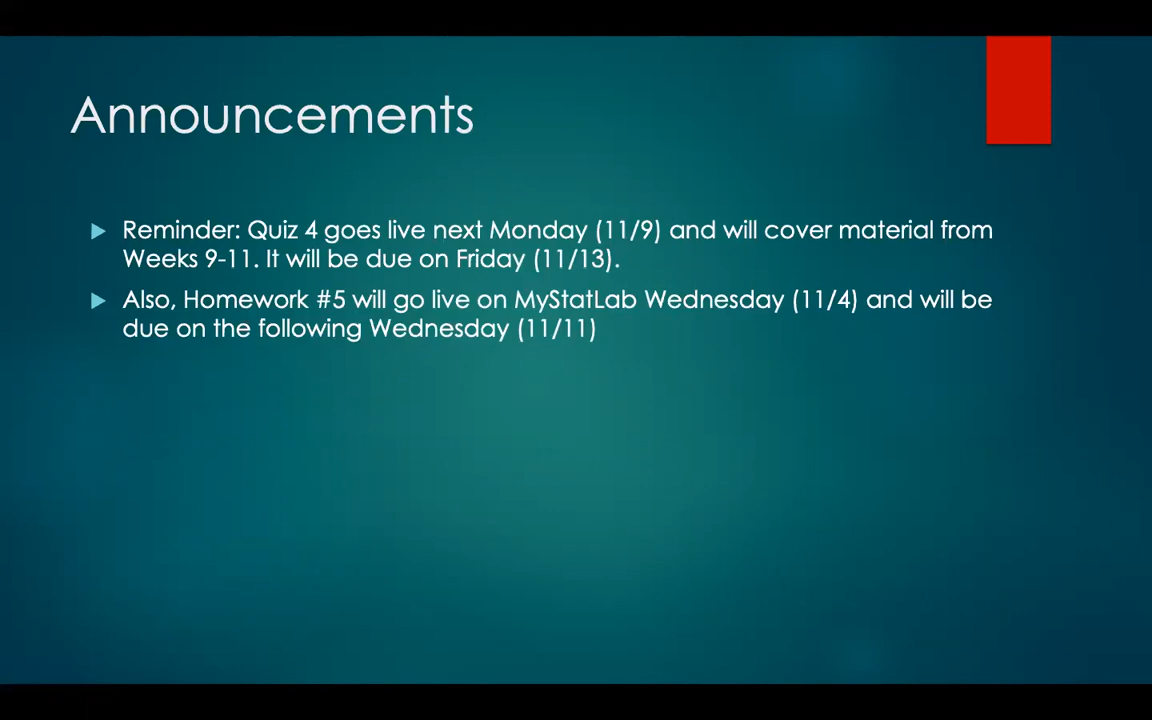 Announcements
Reminder: Quiz 4 goes live next Monday (11/9) and will cover material from
Weeks 9-11. It will be due on Friday (11/13).
Also, Homework #5 will go live on MyStatLab Wednesday (11/4) and will be
due on the following Wednesday (11/11)